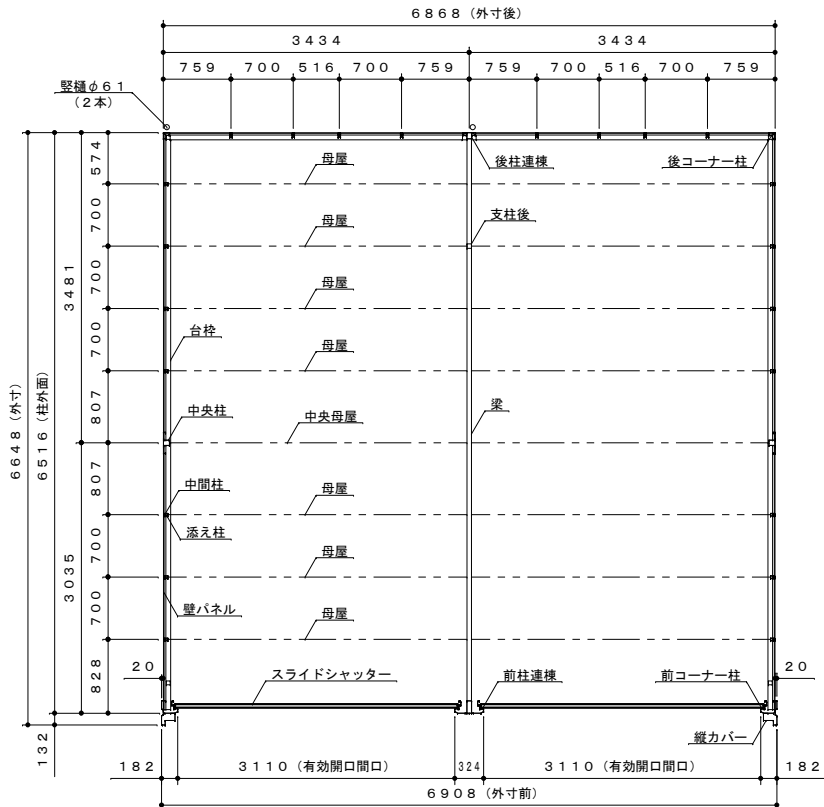 6868（外寸後）
3434 3434
759 700 516 700 759 759 700 516 700 759
竪樋φ61
（2本）
後柱連棟
後コーナー柱
574
母屋
700
母屋
支柱後
700
母屋
3481
700
台枠
母屋
807
中央柱
中央母屋
梁
6648（外寸）
6516（柱外面）
807
中間柱
母屋
添え柱
700
母屋
3035
700
壁パネル
母屋
828
20
スライドシャッター
前柱連棟
前コーナー柱
20
132
縦カバー
182 3110（有効開口間口） 324 3110（有効開口間口） 182
6908（外寸前）